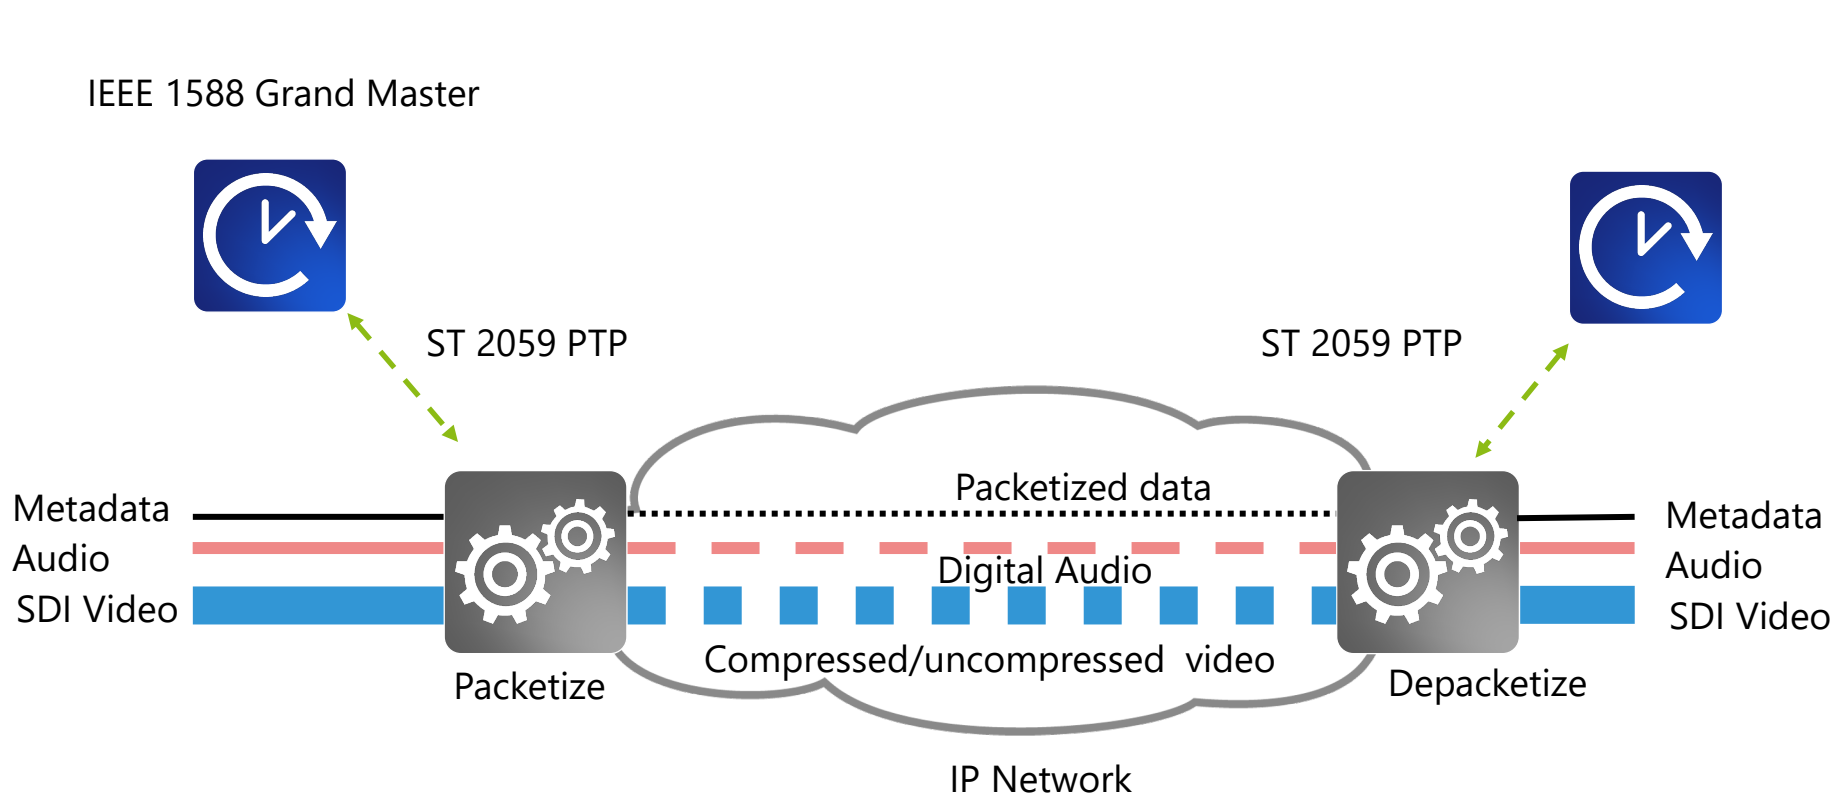 IEEE 1588 Grand Master
ST 2059 PTP
ST 2059 PTP
Metadata
Audio
SDI Video
Packetized data
Digital Audio
Compressed/uncompressed video
Metadata
Audio
SDI Video
Packetize
Depacketize
IP Network